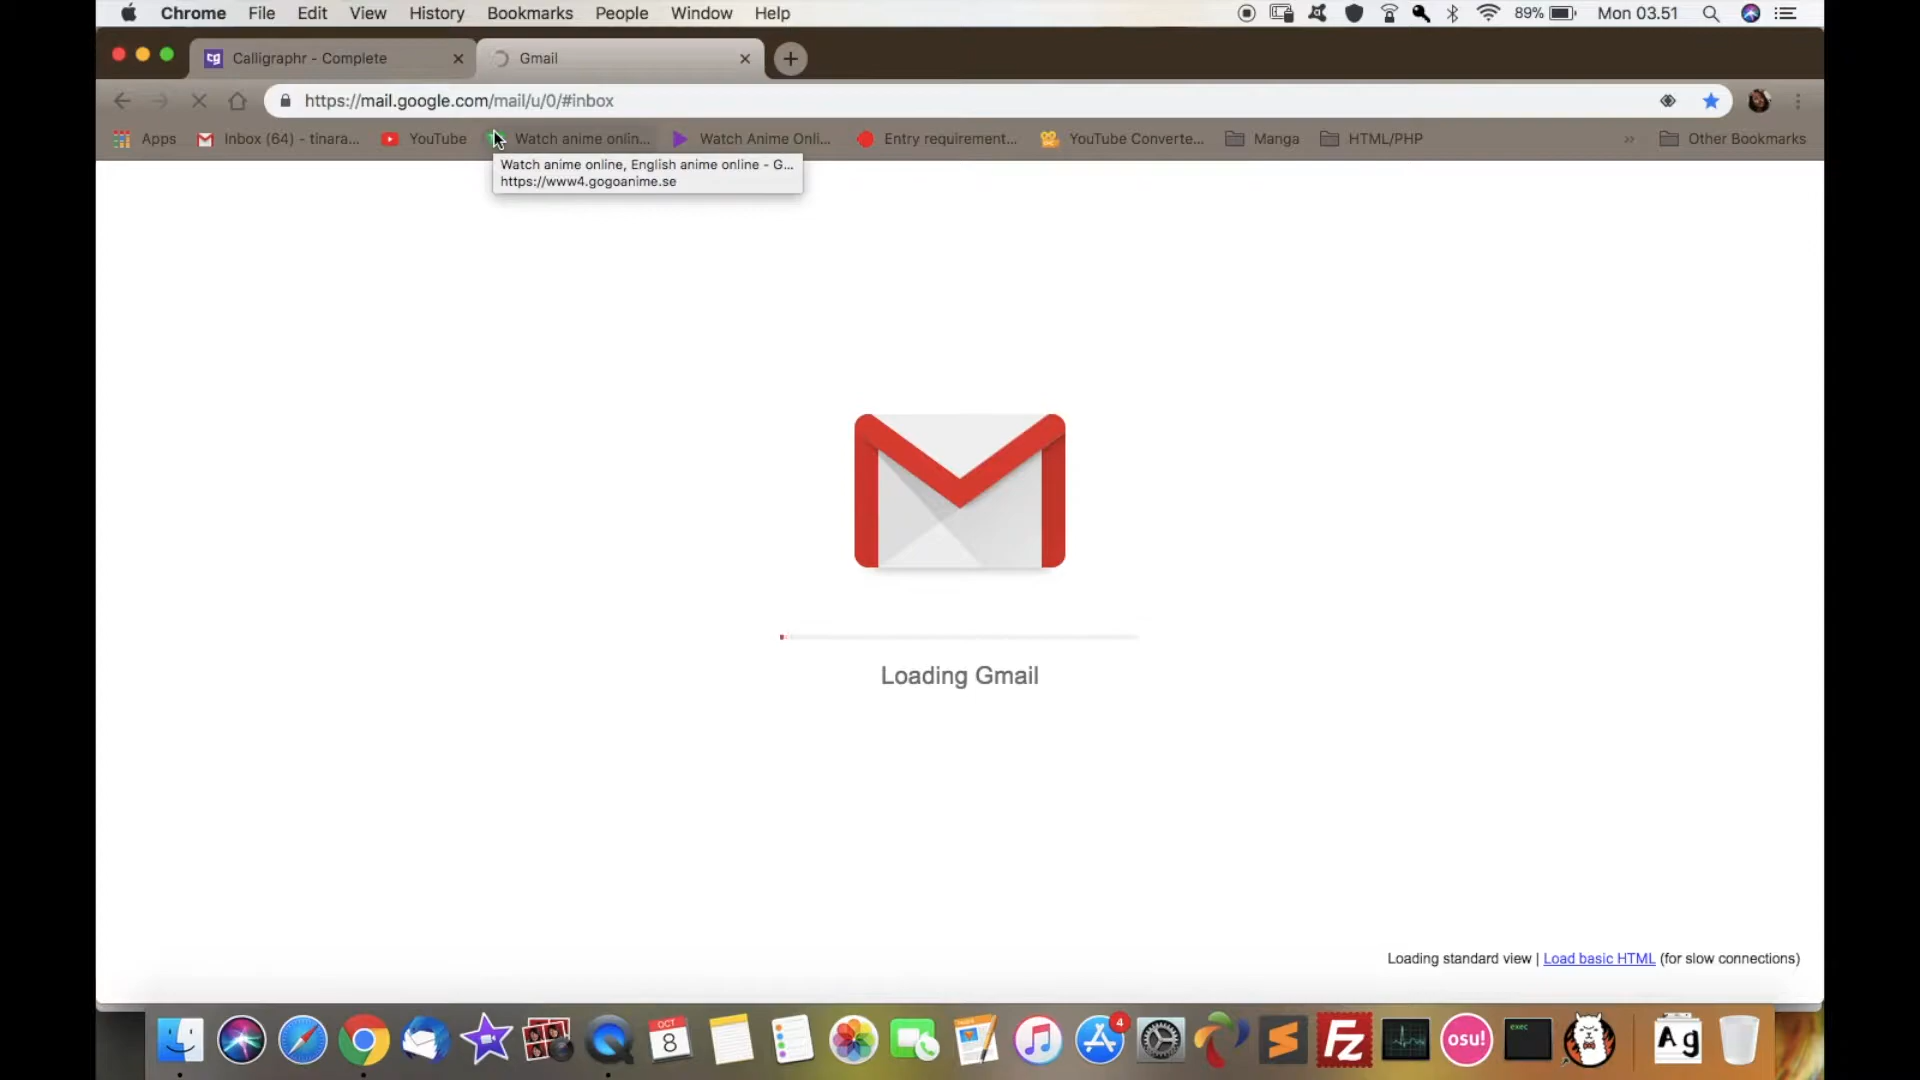 Chrome File Edit View History Bookmarks People Window Help 89% Mon 03.51
cg Calligraphr - Complete Gmail
https://mail.google.com/mail/u/0/#inbox
Apps Inbox (64) - tinara... YouTube Watch anime onlin... Watch Anime Onli... Entry requirement... YouTube Converte... Manga HTML/PHP » Other Bookmarks
Watch anime online, English anime online - G...
https://www4.gogoanime.se
Loading Gmail
Loading standard view | Load basic HTML (for slow connections)
OCT 4 exec
8 Fz osu! Ag